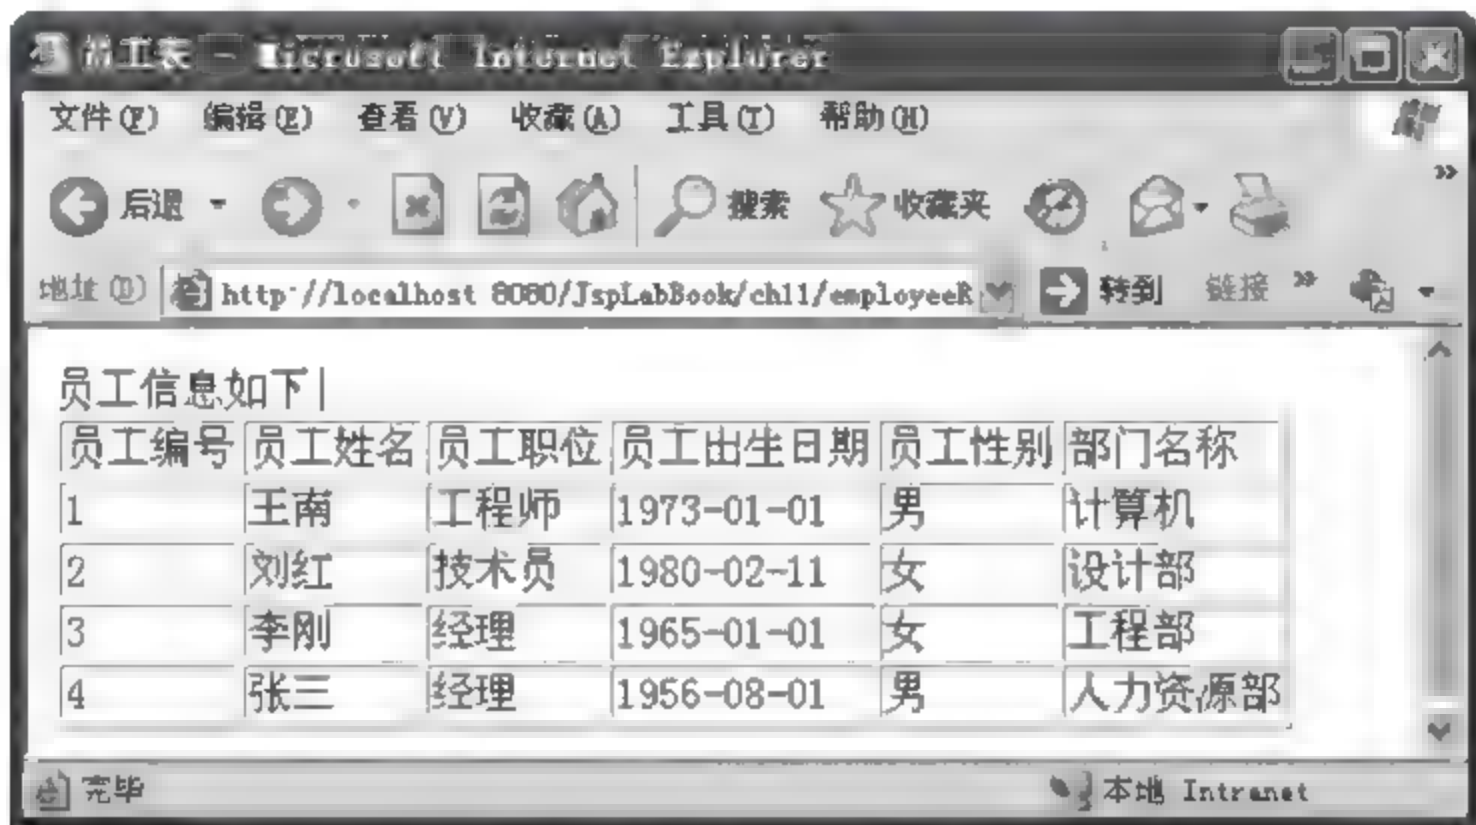 员工表 - Microsoft Internet Explorer
文件(F) 编辑(E) 查看(V) 收藏(A) 工具(T) 帮助(H)
后退 搜索 收藏夹 »
地址(D) http://localhost 8080/JspLabBook/ch11/employeeR 转到 链接 »
员工信息如下
员工编号 员工姓名 员工职位 员工出生日期 员工性别 部门名称
1 王南 工程师 1973-01-01 男 计算机
2 刘红 技术员 1980-02-11 女 设计部
3 李刚 经理 1965-01-01 女 工程部
4 张三 经理 1956-08-01 男 人力资源部
完毕 本地 Intranet